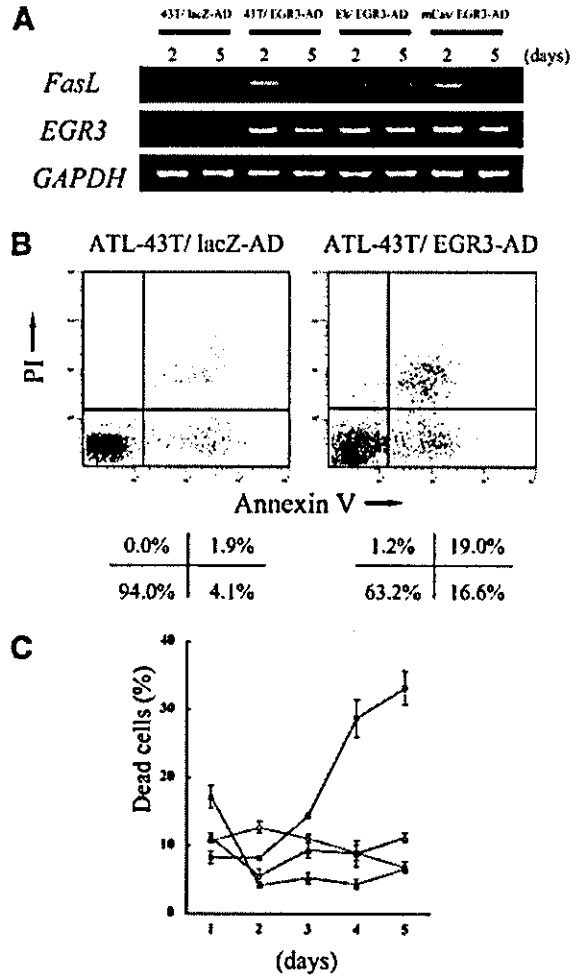 A
43T/ lacZ-AD 43T/ EGR3-AD EV/ EGR3-AD mCav/ EGR3-AD
2 5 2 5 2 5 2 5 (days)
FasL
EGR3
GAPDH
B
ATL-43T/ lacZ-AD ATL-43T/ EGR3-AD
PI
Annexin V
0.0% 1.9% 1.2% 19.0%
94.0% 4.1% 63.2% 16.6%
C
Dead cells (%)
40
30
20
10
0
1 2 3 4 5
(days)